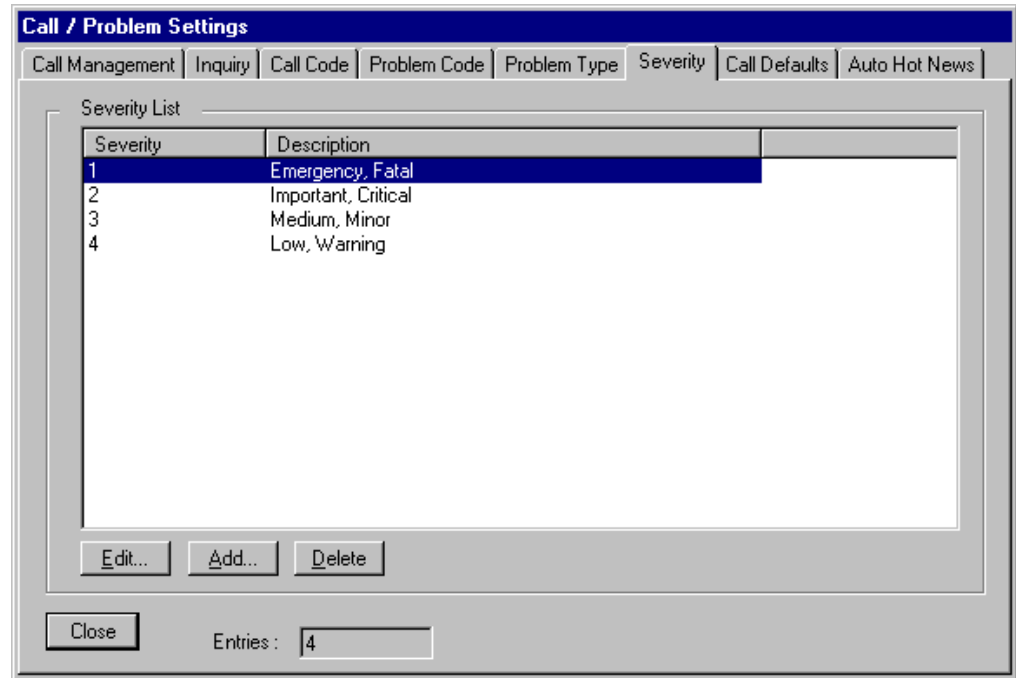 Call / Problem Settings
Call Management Inquiry Call Code Problem Code Problem Type Severity Call Defaults Auto Hot News
Severity List
Severity Description
1 Emergency, Fatal
2 Important, Critical
3 Medium, Minor
4 Low, Warning
Edit... Add... Delete
Close Entries : 4